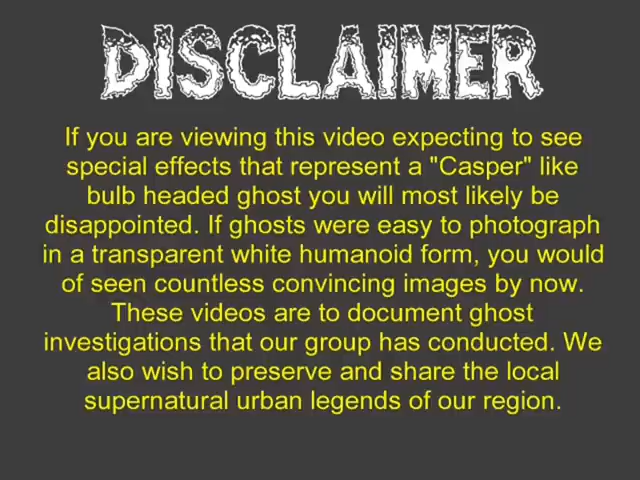 DISCLAIMER
If you are viewing this video expecting to see
special effects that represent a "Casper" like
bulb headed ghost you will most likely be
disappointed. If ghosts were easy to photograph
in a transparent white humanoid form, you would
of seen countless convincing images by now.
These videos are to document ghost
investigations that our group has conducted. We
also wish to preserve and share the local
supernatural urban legends of our region.